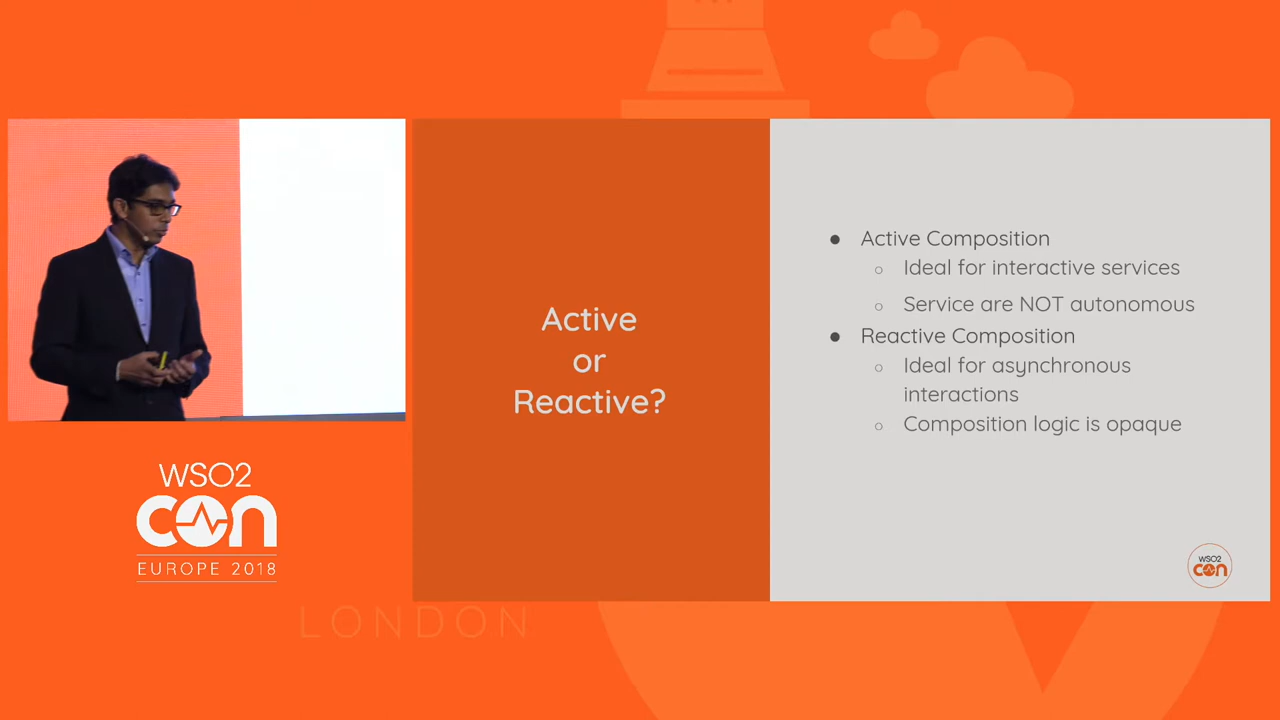 WSO2
con
EUROPE 2018
LONDON
Active
or
Reactive?
● Active Composition
○ Ideal for interactive services
○ Service are NOT autonomous
● Reactive Composition
○ Ideal for asynchronous
interactions
○ Composition logic is opaque
WSO2
con